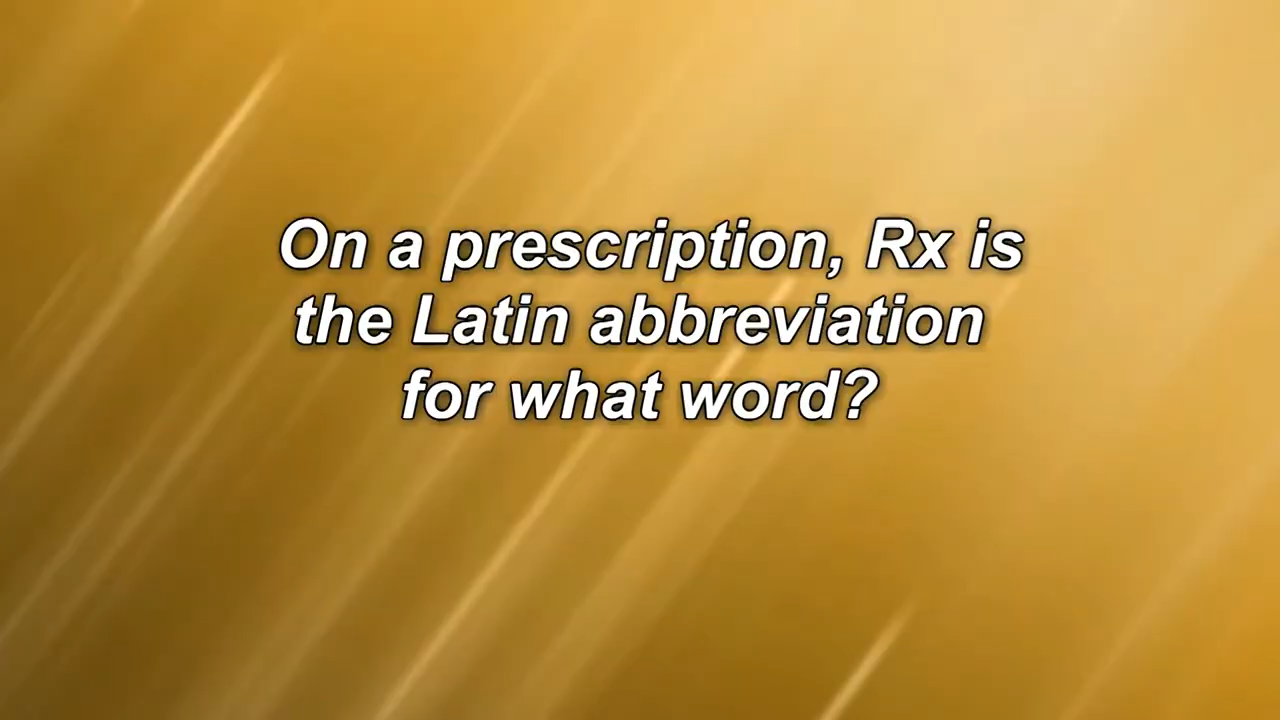 On a prescription, Rx is
the Latin abbreviation
for what word?